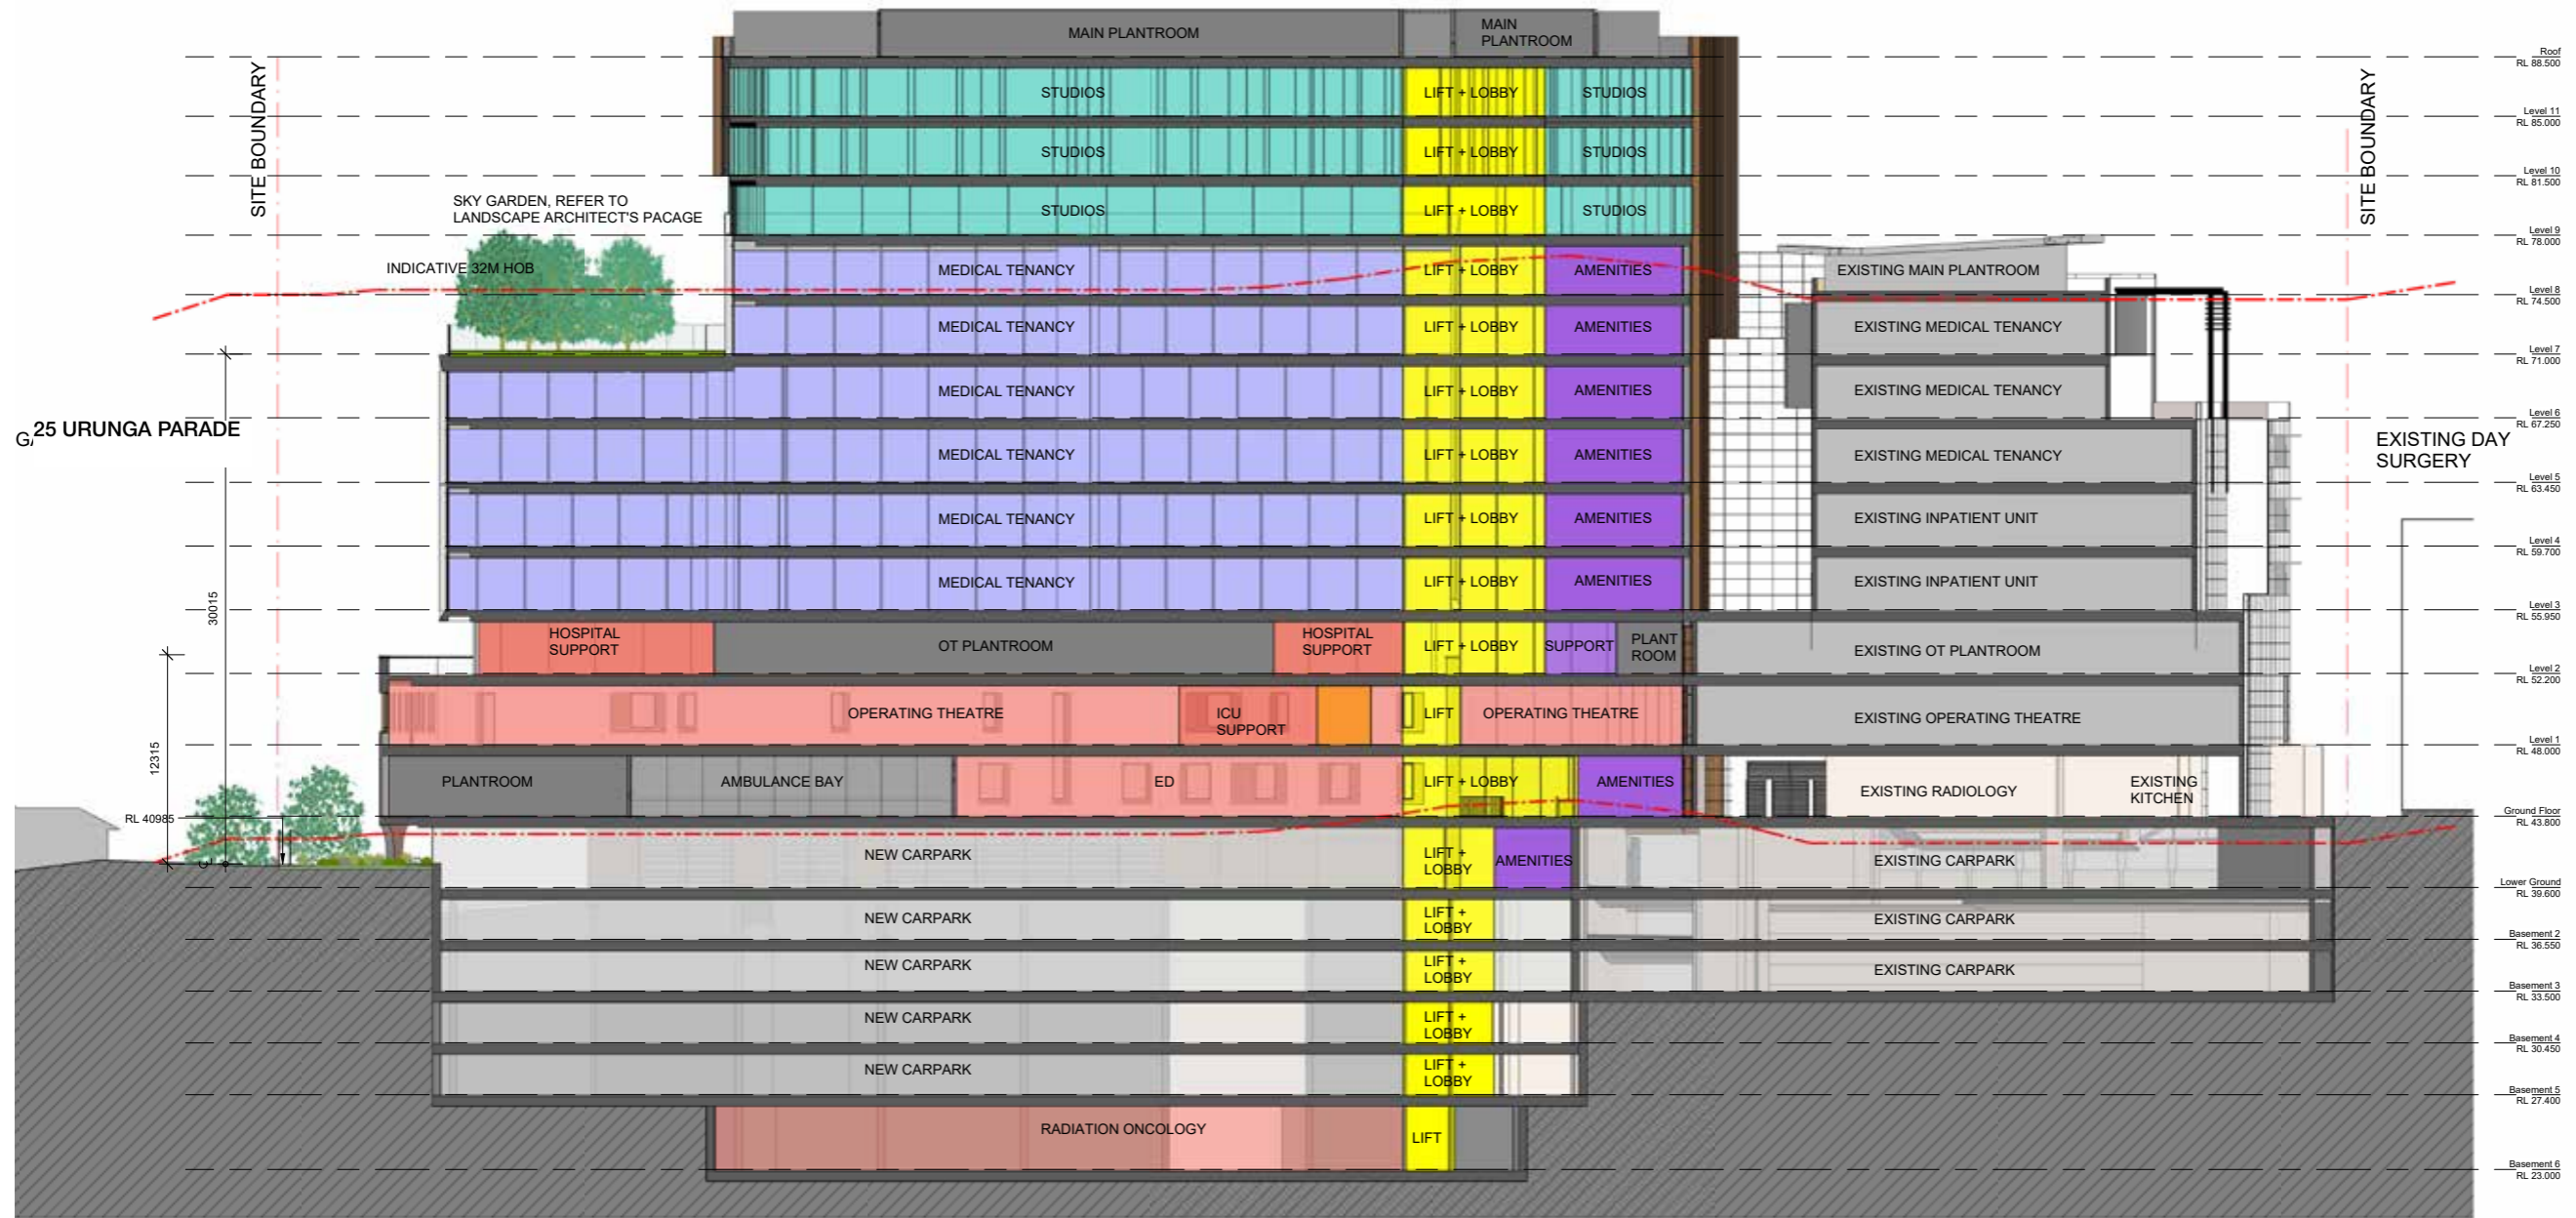 MAIN PLANTROOM
MAIN
PLANTROOM
Roof
RL 88.500
SITE BOUNDARY
STUDIOS
LIFT + LOBBY
STUDIOS
SITE BOUNDARY
Level 11
RL 85.000
STUDIOS
LIFT + LOBBY
STUDIOS
Level 10
RL 81.500
SKY GARDEN, REFER TO
LANDSCAPE ARCHITECT'S PACAGE
STUDIOS
LIFT + LOBBY
STUDIOS
Level 9
RL 78.000
INDICATIVE 32M HOB
MEDICAL TENANCY
LIFT + LOBBY
AMENITIES
EXISTING MAIN PLANTROOM
Level 8
RL 74.500
MEDICAL TENANCY
LIFT + LOBBY
AMENITIES
EXISTING MEDICAL TENANCY
Level 7
RL 71.000
MEDICAL TENANCY
LIFT + LOBBY
AMENITIES
EXISTING MEDICAL TENANCY
Level 6
RL 67.250
25 URUNGA PARADE
MEDICAL TENANCY
LIFT + LOBBY
AMENITIES
EXISTING MEDICAL TENANCY
EXISTING DAY
SURGERY
Level 5
RL 63.450
MEDICAL TENANCY
LIFT + LOBBY
AMENITIES
EXISTING INPATIENT UNIT
Level 4
RL 59.700
30015
MEDICAL TENANCY
LIFT + LOBBY
AMENITIES
EXISTING INPATIENT UNIT
Level 3
RL 55.950
HOSPITAL
SUPPORT
OT PLANTROOM
HOSPITAL
SUPPORT
LIFT + LOBBY
SUPPORT
PLANT
ROOM
EXISTING OT PLANTROOM
Level 2
RL 52.200
12315
OPERATING THEATRE
ICU
SUPPORT
LIFT
OPERATING THEATRE
EXISTING OPERATING THEATRE
Level 1
RL 48.000
PLANTROOM
AMBULANCE BAY
ED
LIFT + LOBBY
AMENITIES
EXISTING RADIOLOGY
EXISTING
KITCHEN
RL 40985
Ground Floor
RL 43.800
NEW CARPARK
LIFT +
LOBBY
AMENITIES
EXISTING CARPARK
Lower Ground
RL 39.600
NEW CARPARK
LIFT +
LOBBY
EXISTING CARPARK
Basement 2
RL 36.550
NEW CARPARK
LIFT +
LOBBY
EXISTING CARPARK
Basement 3
RL 33.500
NEW CARPARK
LIFT +
LOBBY
Basement 4
RL 30.450
NEW CARPARK
LIFT +
LOBBY
Basement 5
RL 27.400
RADIATION ONCOLOGY
LIFT
Basement 6
RL 23.000